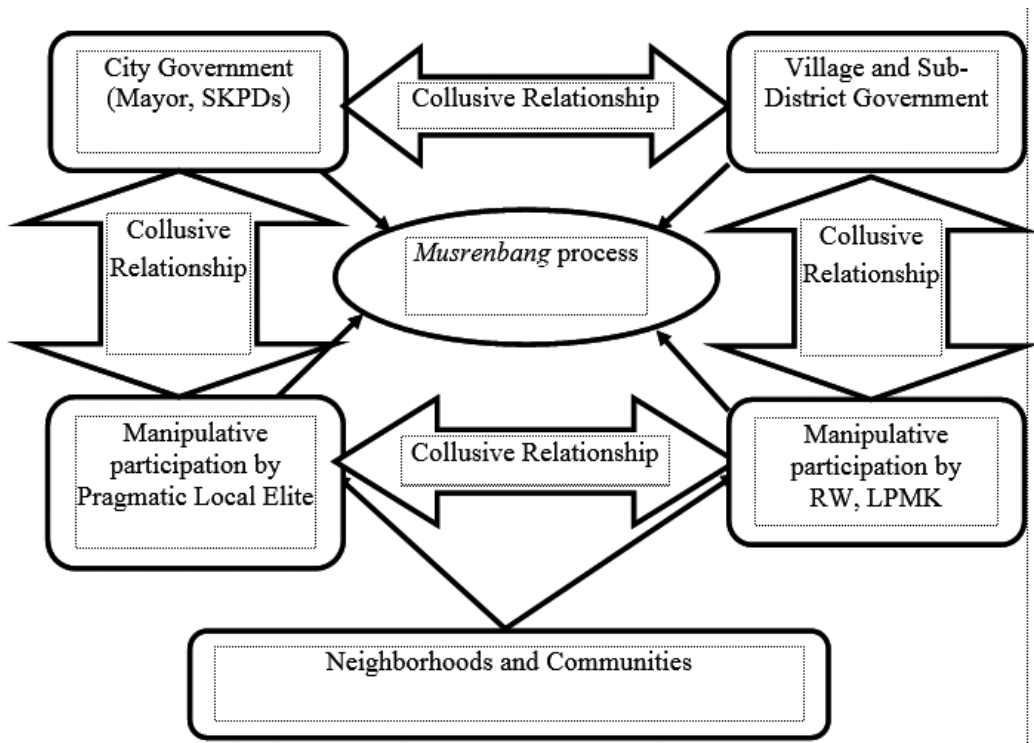 City Government
(Mayor, SKPDs)
Collusive Relationship
Village and Sub-
District Government
Collusive
Relationship
Musrenbang process
Collusive
Relationship
Manipulative
participation by
Pragmatic Local Elite
Collusive Relationship
Manipulative
participation by
RW, LPMK
Neighborhoods and Communities